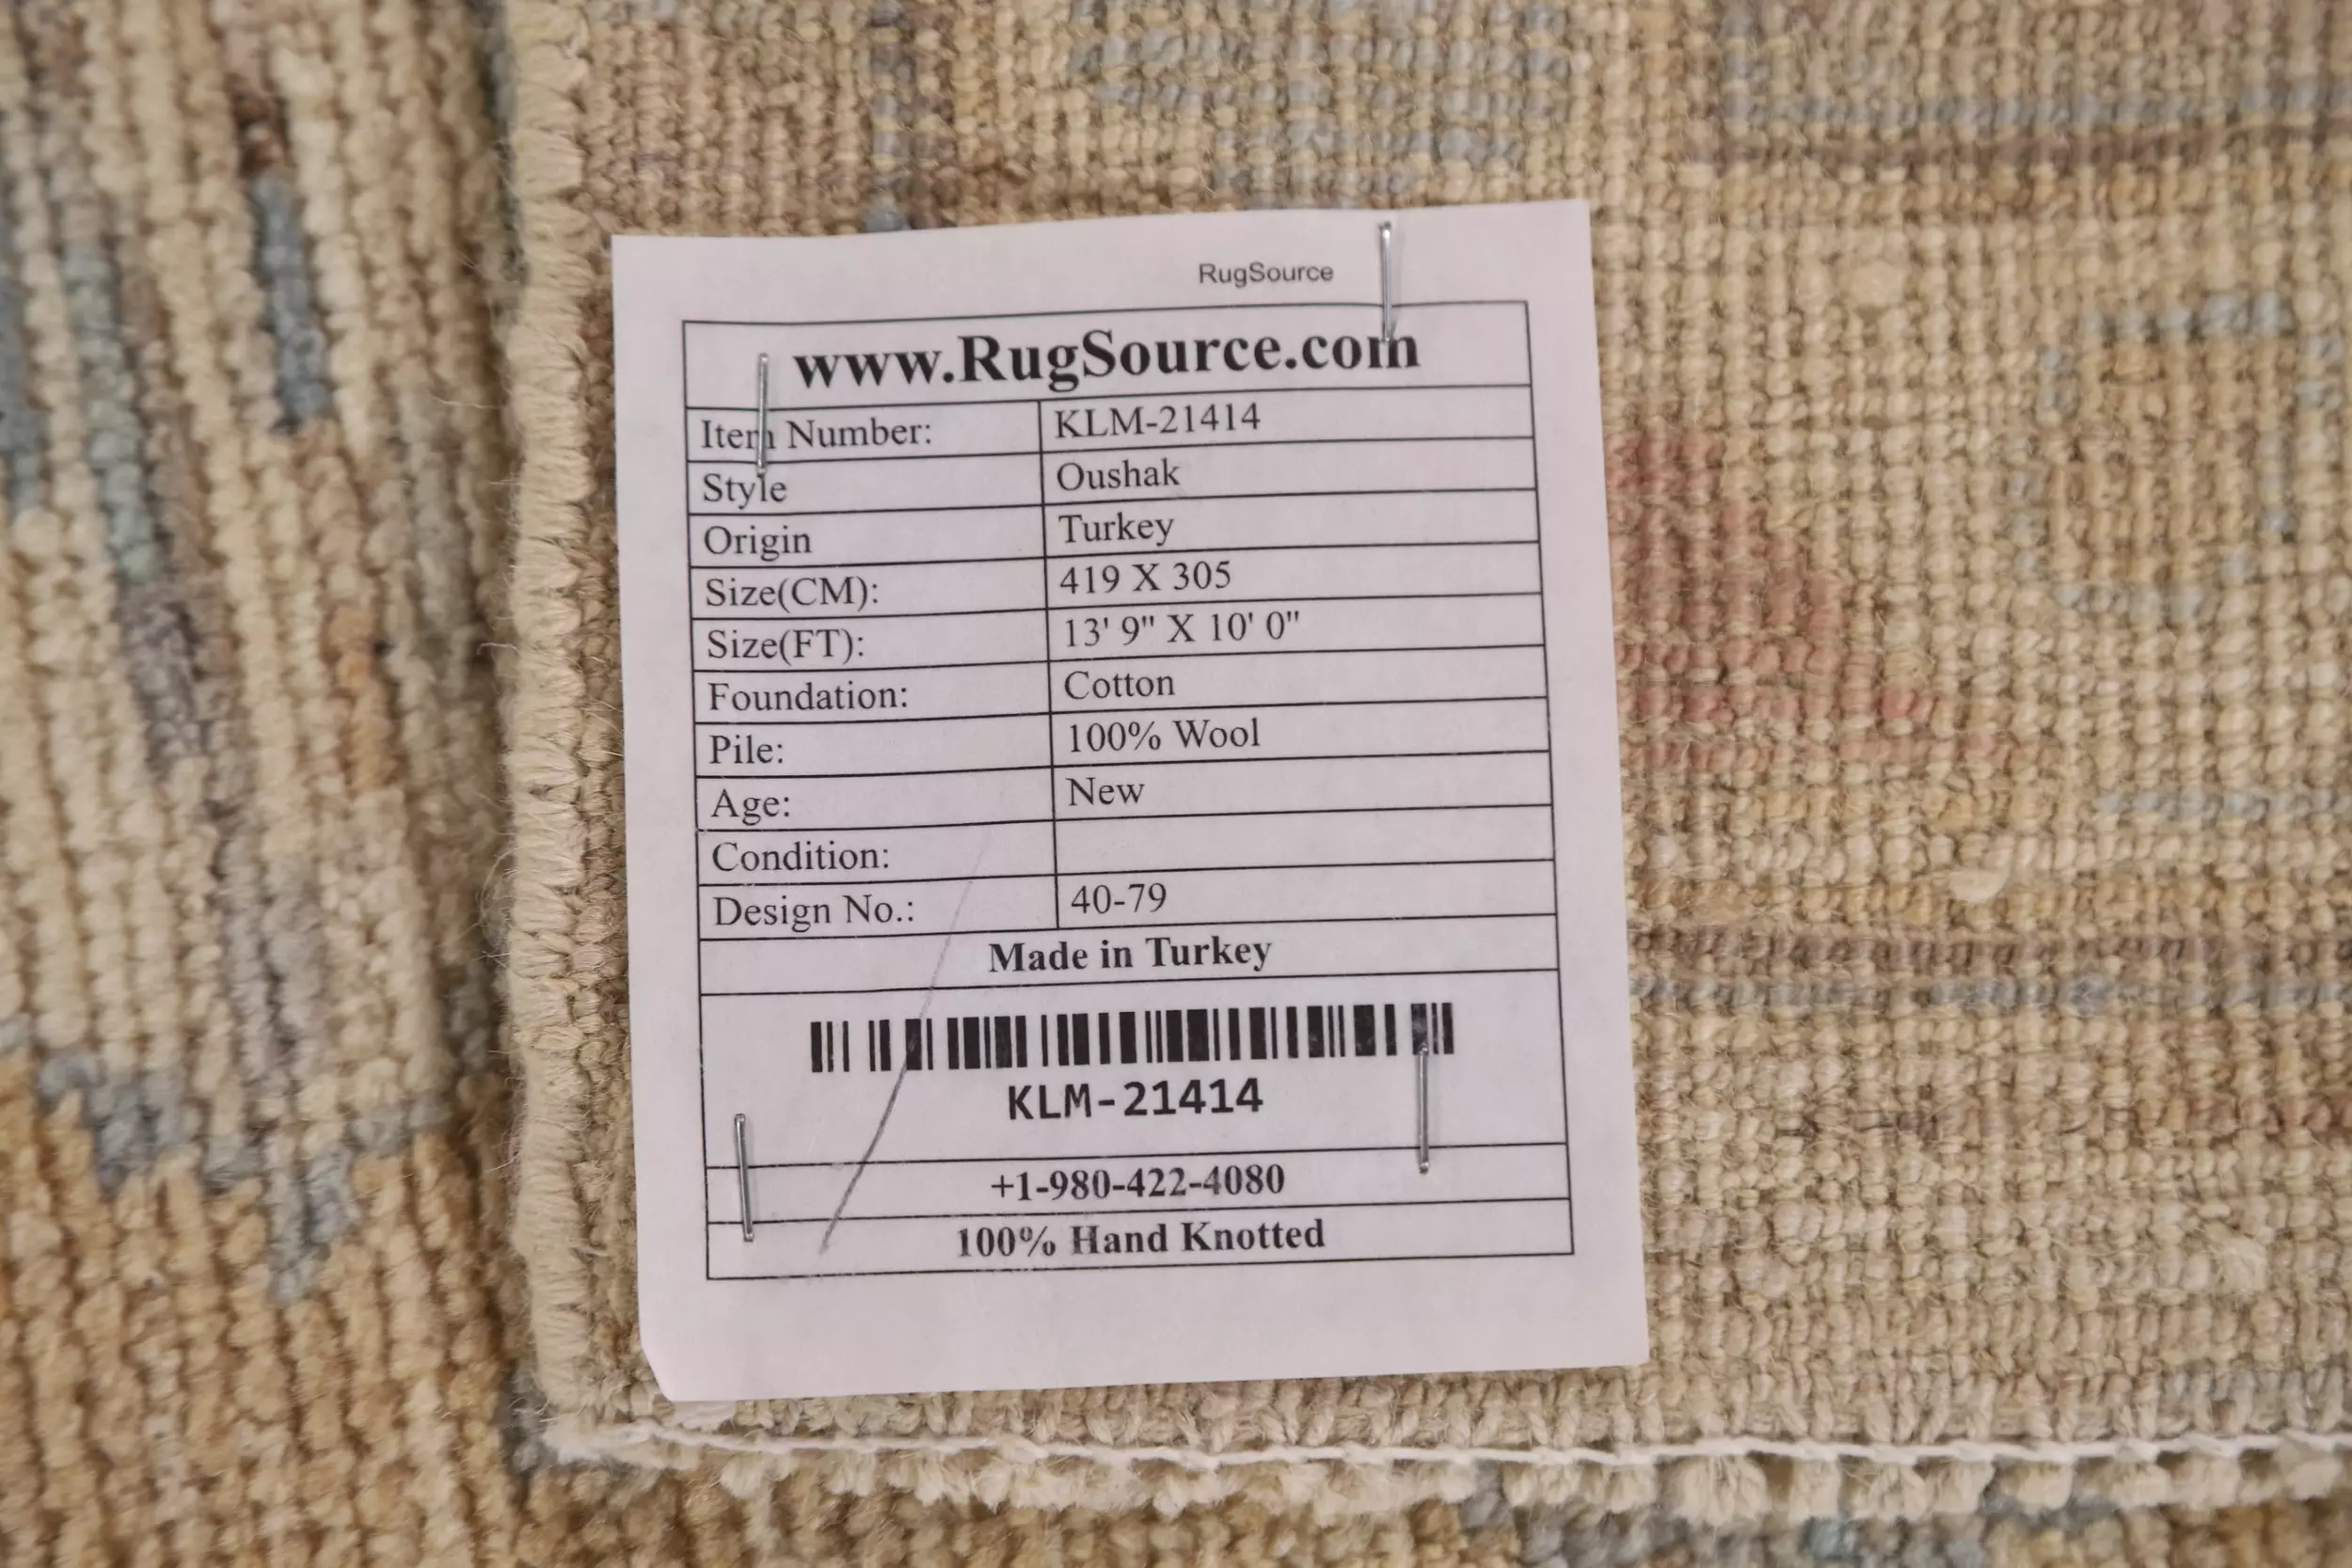 RugSource
www.RugSource.com
Item Number: KLM-21414
Style Oushak
Origin Turkey
Size(CM): 419 X 305
Size(FT): 13' 9" X 10' 0"
Foundation: Cotton
Pile: 100% Wool
Age: New
Condition:
Design No.: 40-79
Made in Turkey
KLM-21414
+1-980-422-4080
100% Hand Knotted